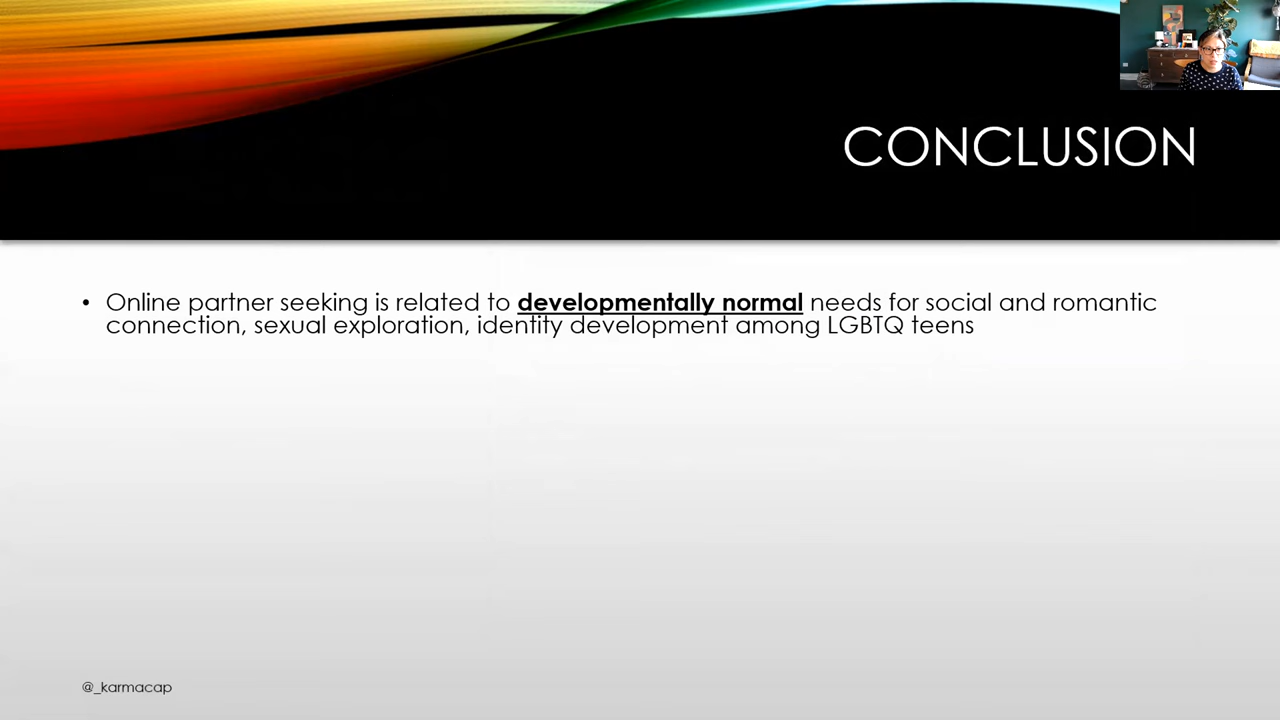 CONCLUSION
• Online partner seeking is related to developmentally normal needs for social and romantic
connection, sexual exploration, identity development among LGBTQ teens
@_karmacap